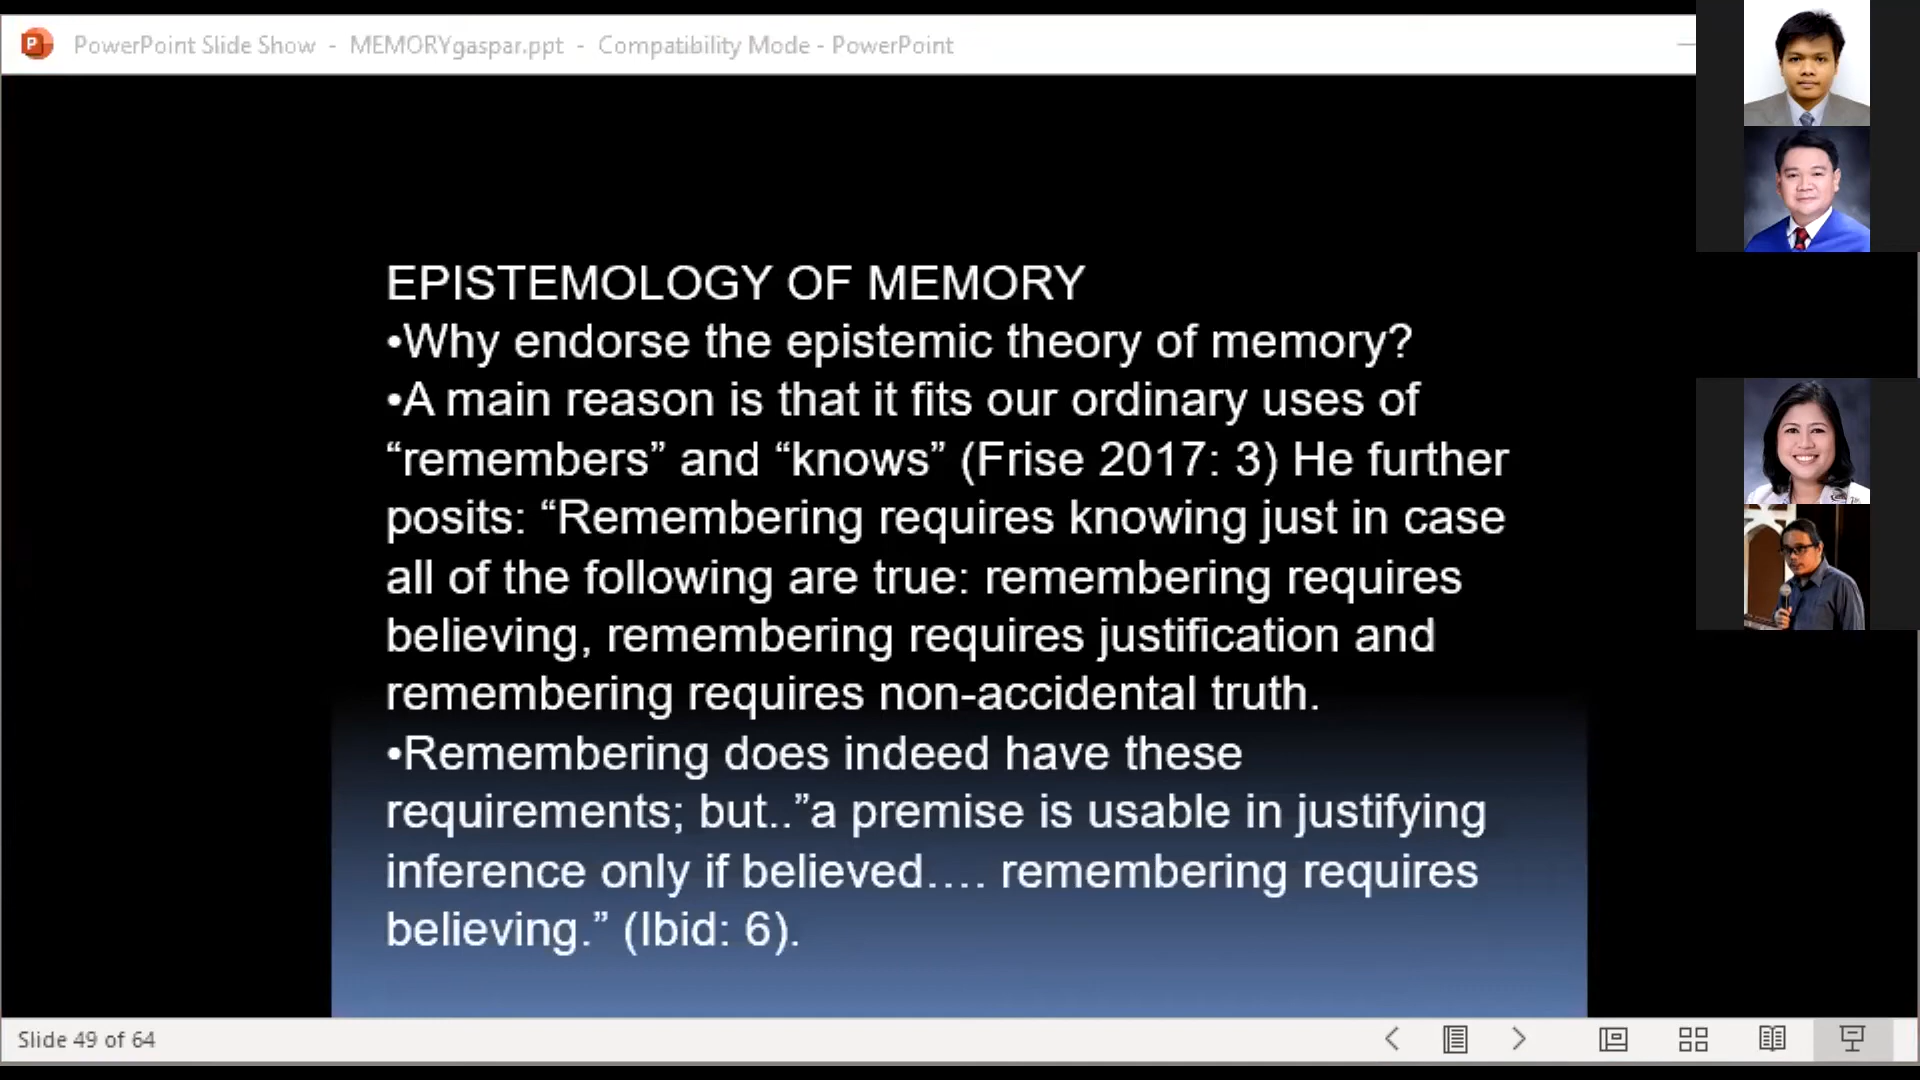 PowerPoint Slide Show - MEMORYgaspar.ppt - Compatibility Mode - PowerPoint
EPISTEMOLOGY OF MEMORY
•Why endorse the epistemic theory of memory?
•A main reason is that it fits our ordinary uses of
“remembers” and “knows” (Frise 2017: 3) He further
posits: “Remembering requires knowing just in case
all of the following are true: remembering requires
believing, remembering requires justification and
remembering requires non-accidental truth.
•Remembering does indeed have these
requirements; but..”a premise is usable in justifying
inference only if believed…. remembering requires
believing.” (Ibid: 6).
Slide 49 of 64